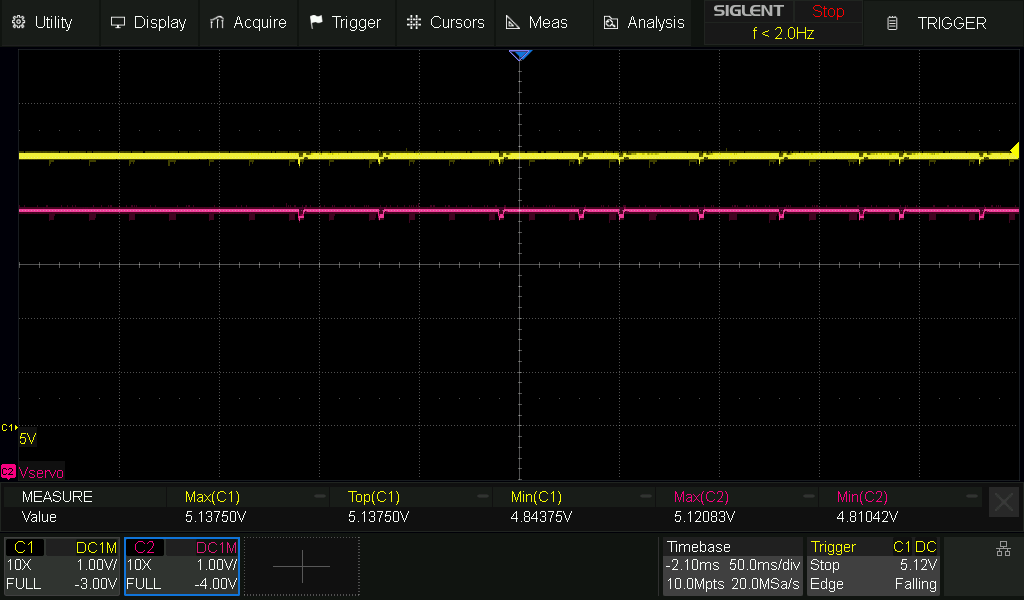 Utility Display Acquire Trigger Cursors Meas Analysis SIGLENT Stop TRIGGER
f < 2.0Hz
C1
5V
C2 Vservo
MEASURE Max(C1) Top(C1) Min(C1) Max(C2) Min(C2)
Value 5.13750V 5.13750V 4.84375V 5.12083V 4.81042V
C1 DC1M C2 DC1M Timebase Trigger C1 DC
10X 1.00V/ 10X 1.00V/ -2.10ms 50.0ms/div Stop 5.12V
FULL -3.00V FULL -4.00V 10.0Mpts 20.0MSa/s Edge Falling